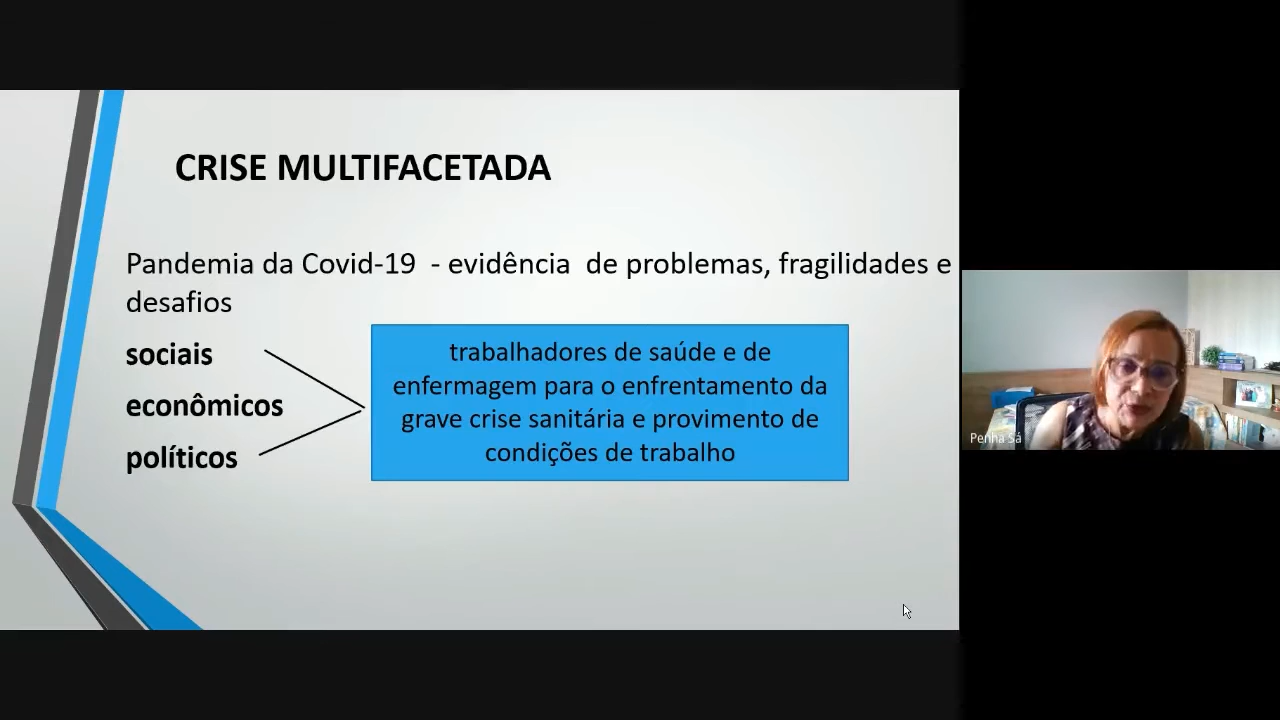 CRISE MULTIFACETADA
Pandemia da Covid-19 - evidência de problemas, fragilidades e
desafios
sociais
econômicos
políticos
trabalhadores de saúde e de
enfermagem para o enfrentamento da
grave crise sanitária e provimento de
condições de trabalho
Penha Sá